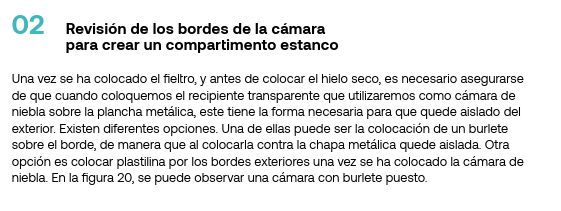 02
Revisión de los bordes de la cámara
para crear un compartimento estanco
Una vez se ha colocado el fieltro, y antes de colocar el hielo seco, es necesario asegurarse
de que cuando coloquemos el recipiente transparente que utilizaremos como cámara de
niebla sobre la plancha metálica, este tiene la forma necesaria para que quede aislado del
exterior. Existen diferentes opciones. Una de ellas puede ser la colocación de un burlete
sobre el borde, de manera que al colocarla contra la chapa metálica quede aislada. Otra
opción es colocar plastilina por los bordes exteriores una vez se ha colocado la cámara de
niebla. En la figura 20, se puede observar una cámara con burlete puesto.